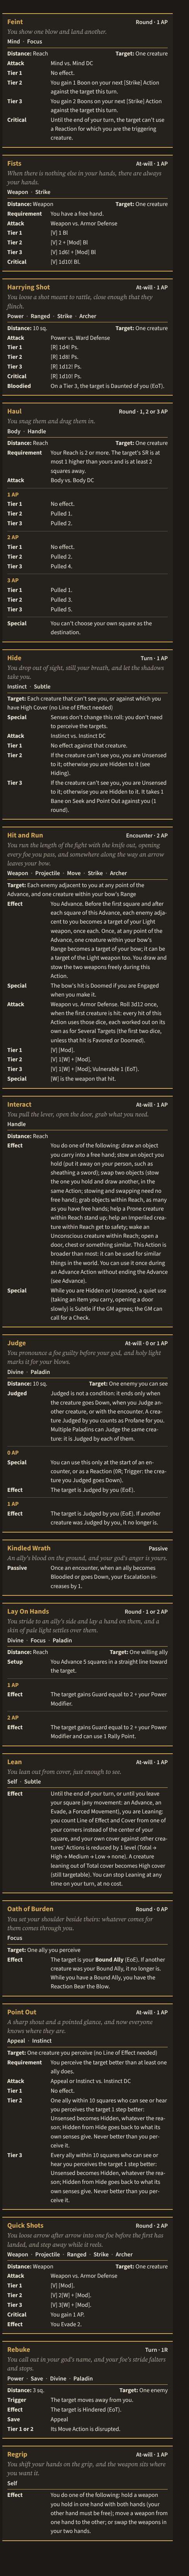 Feint Round · 1 AP
You show one blow and land another.
Mind · Focus
Distance: Reach Target: One creature
Attack Mind vs. Mind DC
Tier 1 No effect.
Tier 2 You gain 1 Boon on your next [Strike] Action
against the target this turn.
Tier 3 You gain 2 Boons on your next [Strike] Action
against the target this turn.
Critical Until the end of your turn, the target can't use
a Reaction for which you are the triggering
creature.
Fists At-will · 1 AP
When there is nothing else in your hands, there are always
your hands.
Weapon · Strike
Distance: Weapon Target: One creature
Requirement You have a free hand.
Attack Weapon vs. Armor Defense
Tier 1 [V] 1 Bl
Tier 2 [V] 2 + [Mod] Bl
Tier 3 [V] 1d6! + [Mod] Bl
Critical [V] 1d10! Bl.
Harrying Shot At-will · 1 AP
You loose a shot meant to rattle, close enough that they
flinch.
Power · Ranged · Strike · Archer
Distance: 10 sq. Target: One creature
Attack Power vs. Ward Defense
Tier 1 [R] 1d4! Ps.
Tier 2 [R] 1d8! Ps.
Tier 3 [R] 1d12! Ps.
Critical [R] 1d10! Ps.
Bloodied On a Tier 3, the target is Daunted of you (EoT).
Haul Round · 1, 2 or 3 AP
You snag them and drag them in.
Body · Handle
Distance: Reach Target: One creature
Requirement Your Reach is 2 or more. The target's SR is at
most 1 higher than yours and is at least 2
squares away.
Attack Body vs. Body DC
1 AP
Tier 1 No effect.
Tier 2 Pulled 1.
Tier 3 Pulled 2.
2 AP
Tier 1 No effect.
Tier 2 Pulled 2.
Tier 3 Pulled 4.
3 AP
Tier 1 Pulled 1.
Tier 2 Pulled 3.
Tier 3 Pulled 5.
Special You can't choose your own square as the
destination.
Hide Turn · 1 AP
You drop out of sight, still your breath, and let the shadows
take you.
Instinct · Subtle
Target: Each creature that can't see you, or against which you
have High Cover (no Line of Effect needed)
Special Senses don't change this roll: you don't need
to perceive the targets.
Attack Instinct vs. Instinct DC
Tier 1 No effect against that creature.
Tier 2 If the creature can't see you, you are Unsensed
to it; otherwise you are Hidden to it (see
Hiding).
Tier 3 If the creature can't see you, you are Unsensed
to it; otherwise you are Hidden to it. It takes 1
Bane on Seek and Point Out against you (1
round).
Hit and Run Encounter · 2 AP
You run the length of the fight with the knife out, opening
every foe you pass, and somewhere along the way an arrow
leaves your bow.
Weapon · Projectile · Move · Strike · Archer
Target: Each enemy adjacent to you at any point of the
Advance, and one creature within your bow's Range
Effect You Advance. Before the first square and after
each square of this Advance, each enemy adja-
cent to you becomes a target of your Light
weapon, once each. Once, at any point of the
Advance, one creature within your bow's
Range becomes a target of your bow; it can be
a target of the Light weapon too. You draw and
stow the two weapons freely during this
Action.
Special The bow's hit is Doomed if you are Engaged
when you make it.
Attack Weapon vs. Armor Defense. Roll 3d12 once,
when the first creature is hit: every hit of this
Action uses those dice, each worked out on its
own as for Several Targets (the first two dice,
unless that hit is Favored or Doomed).
Tier 1 [V] [Mod].
Tier 2 [V] 1[W] + [Mod].
Tier 3 [V] 1[W] + [Mod]; Vulnerable 1 (EoT).
Special [W] is the weapon that hit.
Interact At-will · 1 AP
You pull the lever, open the door, grab what you need.
Handle
Distance: Reach
Effect You do one of the following: draw an object
you carry into a free hand; stow an object you
hold (put it away on your person, such as
sheathing a sword); swap two objects (stow
the one you hold and draw another, in the
same Action; stowing and swapping need no
free hand); grab objects within Reach, as many
as you have free hands; help a Prone creature
within Reach stand up; help an Imperiled crea-
ture within Reach get to safety; wake an
Unconscious creature within Reach; open a
door, chest or something similar. This Action is
broader than most: it can be used for similar
things in the world. You can use it once during
an Advance Action without ending the Advance
(see Advance).
Special While you are Hidden or Unsensed, a quiet use
(taking an item you carry, opening a door
slowly) is Subtle if the GM agrees; the GM can
call for a Check.
Judge At-will · 0 or 1 AP
You pronounce a foe guilty before your god, and holy light
marks it for your blows.
Divine · Paladin
Distance: 10 sq. Target: One enemy you can see
Judged Judged is not a condition: it ends only when
the creature goes Down, when you Judge an-
other creature, or with the encounter. A crea-
ture Judged by you counts as Profane for you.
Multiple Paladins can Judge the same crea-
ture: it is Judged by each of them.
0 AP
Special You can use this only at the start of an en-
counter, or as a Reaction (0R; Trigger: the crea-
ture you Judged goes Down).
Effect The target is Judged by you (EoE).
1 AP
Effect The target is Judged by you (EoE). If another
creature was Judged by you, it no longer is.
Kindled Wrath Passive
An ally's blood on the ground, and your god's anger is yours.
Passive Once an encounter, when an ally becomes
Bloodied or goes Down, your Escalation in-
creases by 1.
Lay On Hands Round · 1 or 2 AP
You stride to an ally's side and lay a hand on them, and a
skin of pale light settles over them.
Divine · Focus · Paladin
Distance: Reach Target: One willing ally
Setup You Advance 5 squares in a straight line toward
the target.
1 AP
Effect The target gains Guard equal to 2 + your Power
Modifier.
2 AP
Effect The target gains Guard equal to 2 + your Power
Modifier and can use 1 Rally Point.
Lean At-will · 1 AP
You lean out from cover, just enough to see.
Self · Subtle
Effect Until the end of your turn, or until you leave
your square (any movement: an Advance, an
Evade, a Forced Movement), you are Leaning:
you count Line of Effect and Cover from one of
your corners instead of the center of your
square, and your own cover against other crea-
tures' Actions is reduced by 1 level (Total →
High → Medium → Low → none). A creature
leaning out of Total cover becomes High cover
(still targetable). You can stop Leaning at any
time on your turn, at no cost.
Oath of Burden Round · 0 AP
You set your shoulder beside theirs: whatever comes for
them comes through you.
Focus
Target: One ally you perceive
Effect The target is your Bound Ally (EoE). If another
creature was your Bound Ally, it no longer is.
While you have a Bound Ally, you have the
Reaction Bear the Blow.
Point Out At-will · 1 AP
A sharp shout and a pointed glance, and now everyone
knows where they are.
Appeal · Instinct
Target: One creature you perceive (no Line of Effect needed)
Requirement You perceive the target better than at least one
ally does.
Attack Appeal or Instinct vs. Instinct DC
Tier 1 No effect.
Tier 2 One ally within 10 squares who can see or hear
you perceives the target 1 step better:
Unsensed becomes Hidden, whatever the rea-
son; from Hidden to Hide goes back to what its
own senses give. Never better than you per-
ceive it.
Tier 3 Every ally within 10 squares who can see or
hear you perceives the target 1 step better:
Unsensed becomes Hidden, whatever the rea-
son; from Hidden to Hide goes back to what its
own senses give. Never better than you per-
ceive it.
Quick Shots Round · 2 AP
You loose arrow after arrow into one foe before the first has
landed, and step away while it reels.
Weapon · Projectile · Ranged · Strike · Archer
Distance: Weapon Target: One creature
Attack Weapon vs. Armor Defense
Tier 1 [V] [Mod].
Tier 2 [V] 2[W] + [Mod].
Tier 3 [V] 3[W] + [Mod].
Critical You gain 1 AP.
Effect You Evade 2.
Rebuke Turn · 1R
You call out in your god's name, and your foe's stride falters
and stops.
Power · Save · Divine · Paladin
Distance: 3 sq. Target: One enemy
Trigger The target moves away from you.
Effect The target is Hindered (EoT).
Save Appeal
Tier 1 or 2 Its Move Action is disrupted.
Regrip At-will · 1 AP
You shift your hands on the grip, and the weapon sits where
you want it.
Self
Effect You do one of the following: hold a weapon
you hold in one hand with both hands (your
other hand must be free); move a weapon from
one hand to the other; or swap the weapons in
your two hands.